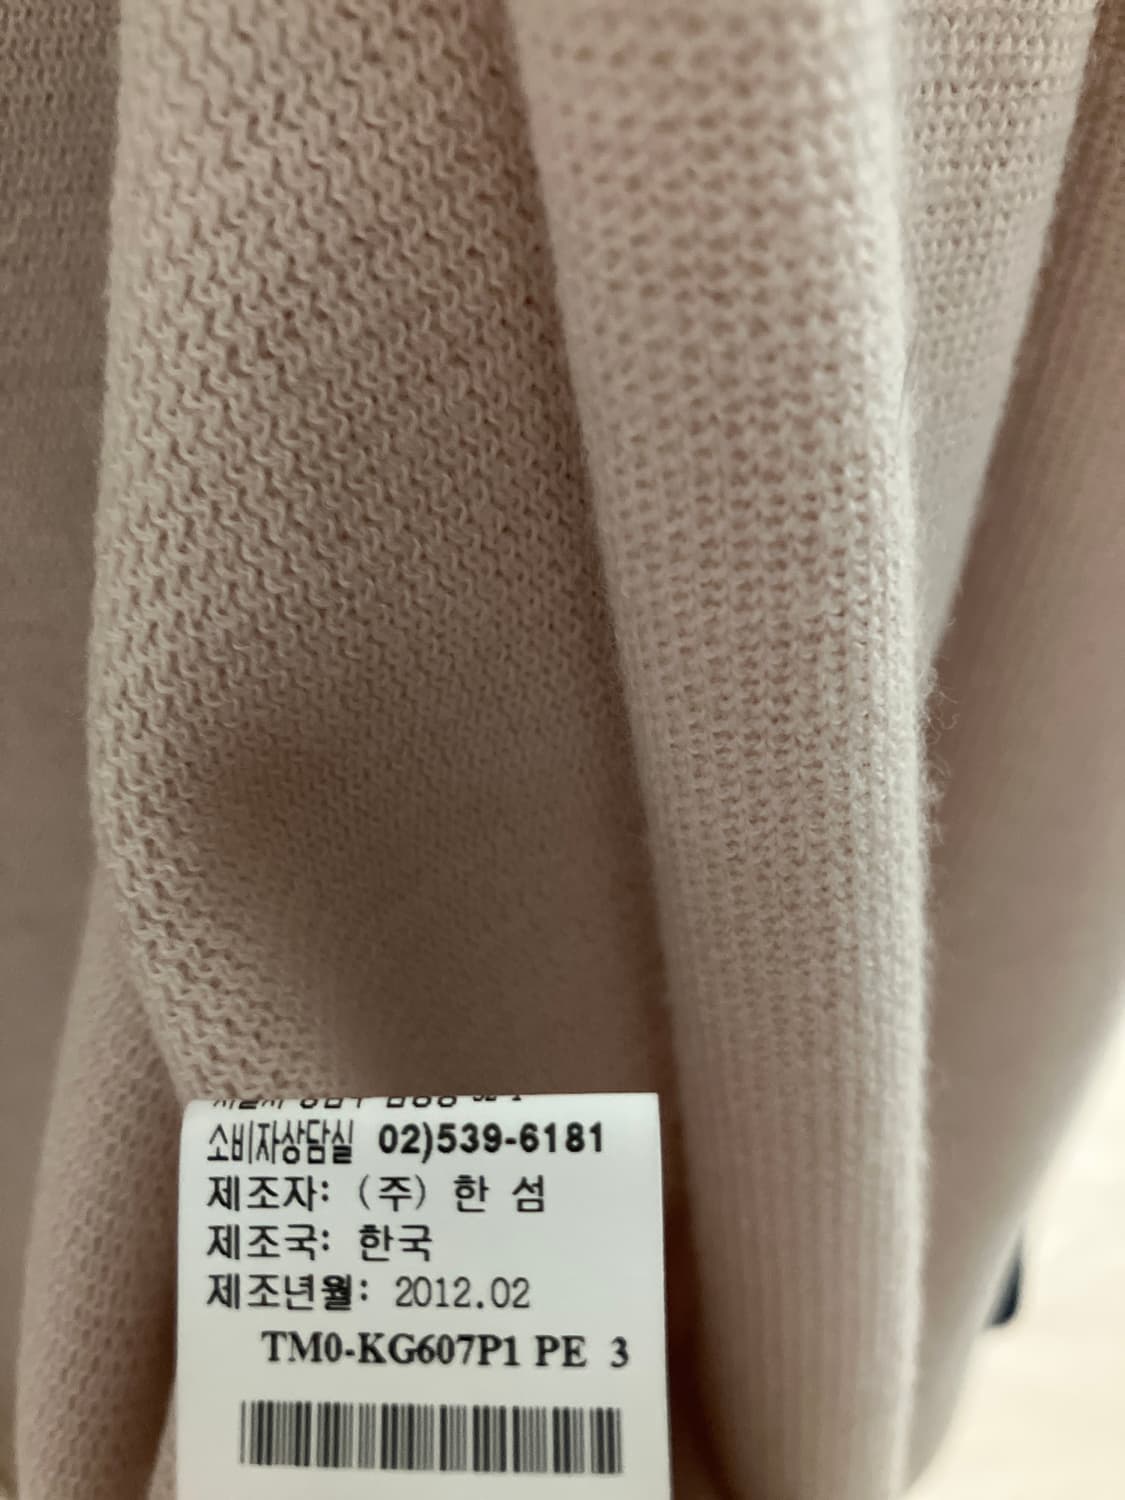 소비자상담실 02)539-6181
제조자: (주) 한 섬
제조국: 한국
제조년월: 2012.02
TM0-KG607P1 PE 3